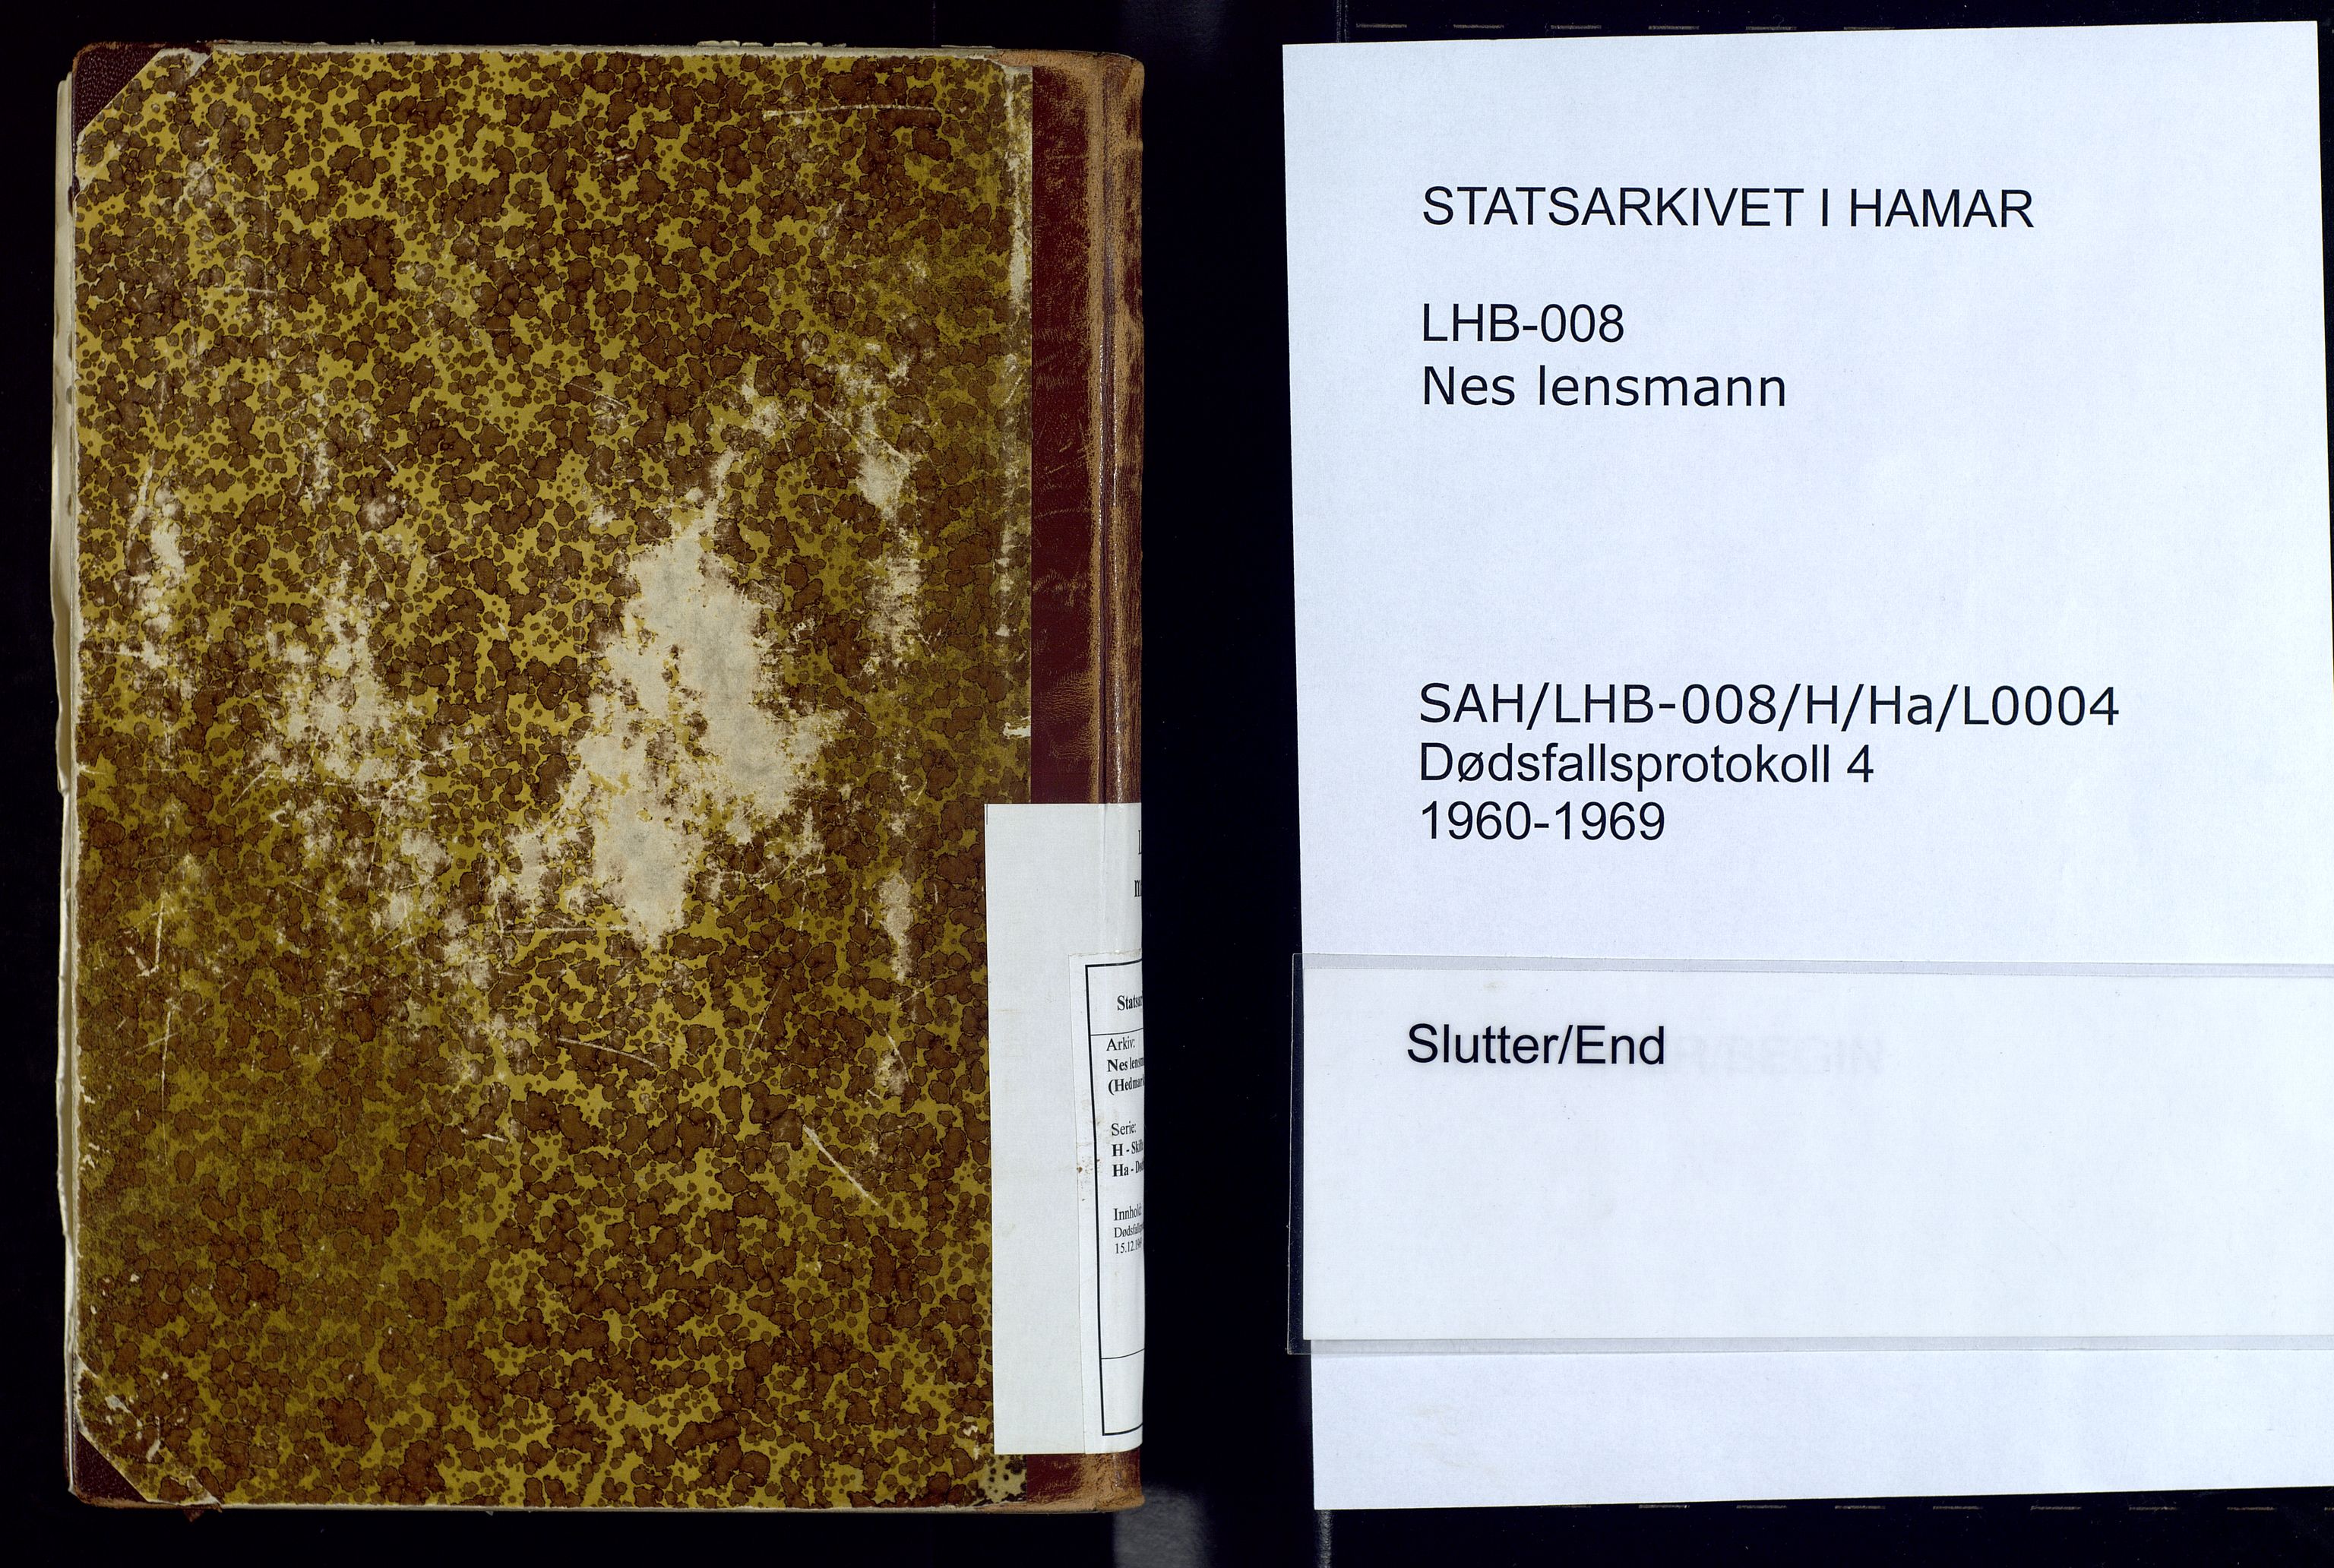 Arkiv:
Serie:
STATSARKIVET I HAMAR
LHB-008
Nes lensmann
SAH/LHB-008/H/Ha/L0004
Dødsfallsprotokoll 4
1960-1969
Slutter/End